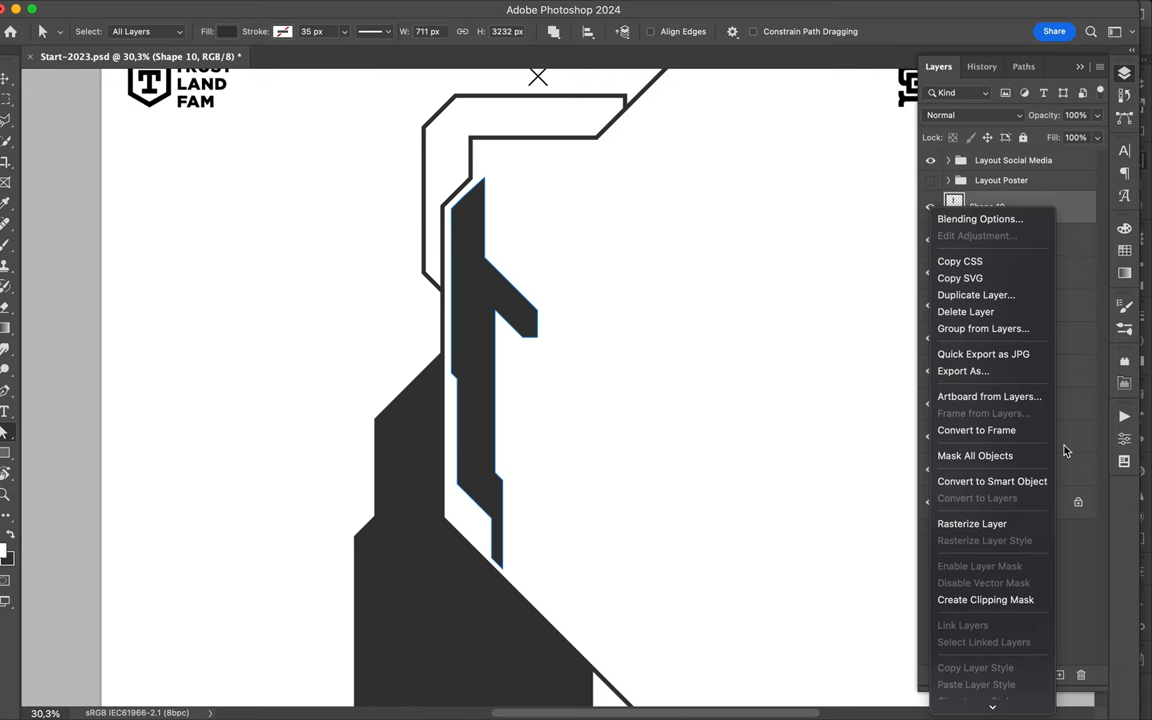 Adobe Photoshop 2024
Select: All Layers Fill: Stroke: 35 px W: 711 px H: 3232 px Align Edges Constrain Path Dragging Share
Start-2023.psd @ 30,3% (Shape 10, RGB/8) *
TRUST
LAND
FAM
Layers History Paths
Kind
Normal Opacity: 100%
Lock: Fill: 100%
Layout Social Media
Layout Poster
Shape 10
Blending Options...
Edit Adjustment...
Copy CSS
Copy SVG
Duplicate Layer...
Delete Layer
Group from Layers...
Quick Export as JPG
Export As...
Artboard from Layers...
Frame from Layers...
Convert to Frame
Mask All Objects
Convert to Smart Object
Convert to Layers
Rasterize Layer
Rasterize Layer Style
Enable Layer Mask
Disable Vector Mask
Create Clipping Mask
Link Layers
Select Linked Layers
Copy Layer Style
Paste Layer Style
30,3% sRGB IEC61966-2.1 (8bpc)